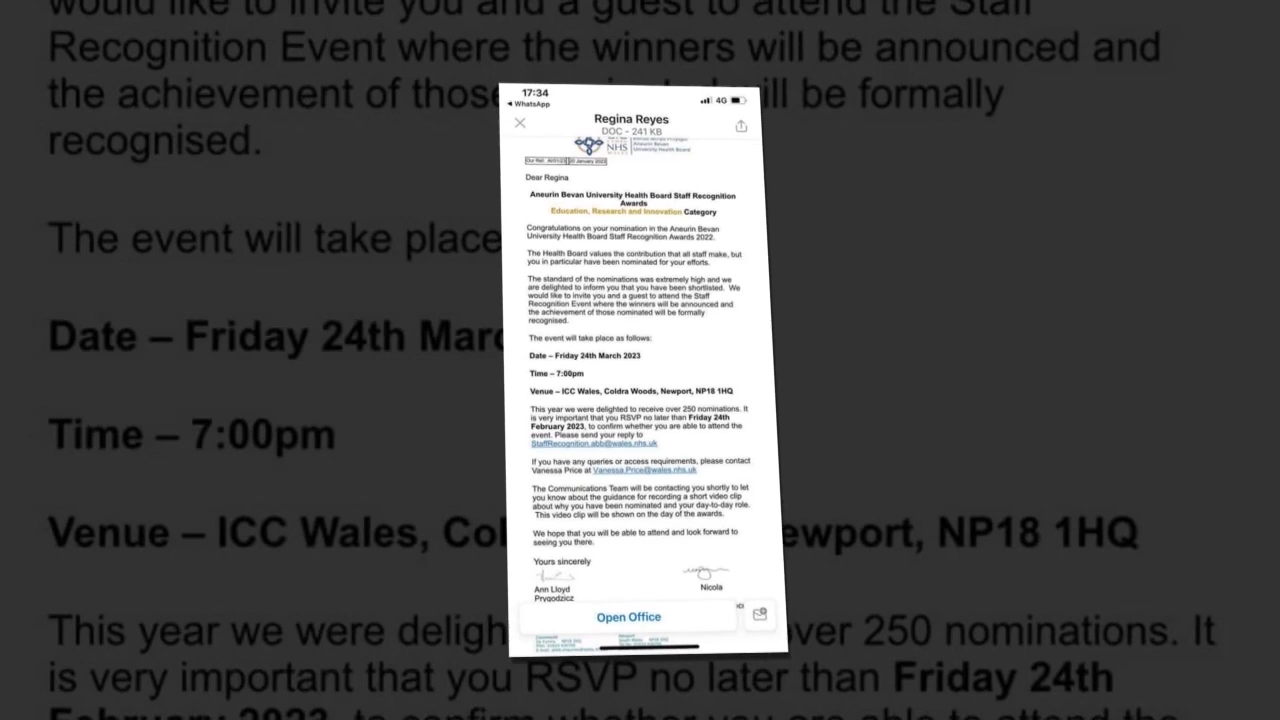 would like to invite you and a guest to attend the Staff
Recognition Event where the winners will be announced and
the achievement of those will be formally
recognised.
The event will take place
Date – Friday 24th March
Time – 7:00pm
Venue – ICC Wales, Newport, NP18 1HQ
This year we were over 250 nominations. It
is very important that you RSVP no later than Friday 24th
17:34
4G
WhatsApp
Regina Reyes
DOC - 241 KB
NHS
University Health Board
Dear Regina
Aneurin Bevan University Health Board Staff Recognition
Awards
Education, Research and Innovation Category
Congratulations on your nomination in the Aneurin Bevan
University Health Board Staff Recognition Awards 2022.
The Health Board values the contribution that all staff make, but
you in particular have been nominated for your efforts.
The standard of the nominations was extremely high and we
are delighted to inform you that you have been shortlisted. We
would like to invite you and a guest to attend the Staff
Recognition Event where the winners will be announced and
the achievement of those nominated will be formally
recognised.
The event will take place as follows:
Date – Friday 24th March 2023
Time – 7:00pm
Venue – ICC Wales, Coldra Woods, Newport, NP18 1HQ
This year we were delighted to receive over 250 nominations. It
is very important that you RSVP no later than Friday 24th
February 2023, to confirm whether you are able to attend the
event. Please send your reply to
StaffRecognition.abb@wales.nhs.uk
If you have any queries or access requirements, please contact
Vanessa Price at Vanessa.Price@wales.nhs.uk
The Communications Team will be contacting you shortly to let
you know about the guidance for recording a short video clip
about why you have been nominated and your day-to-day role.
This video clip will be shown on the day of the awards.
We hope that you will be able to attend and look forward to
seeing you there.
Yours sincerely
Ann Lloyd Nicola
Prygodzicz
Open Office